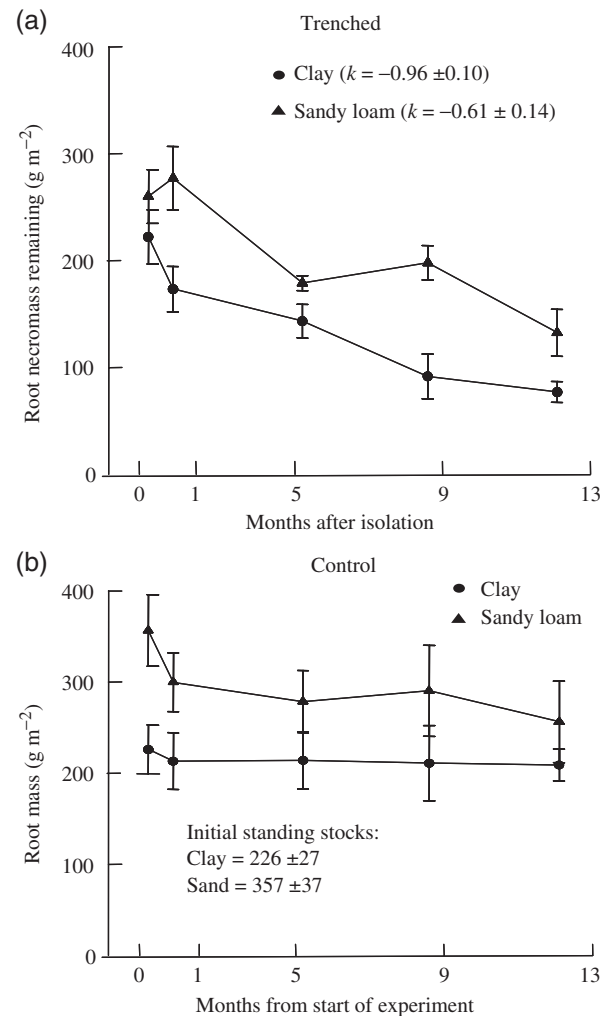 (a)
Trenched
400
300
200
100
0
Root necromass remaining (g m⁻²)
Clay (k = −0.96 ±0.10)
Sandy loam (k = −0.61 ± 0.14)
0 1 5 9 13
Months after isolation
(b)
Control
400
300
200
100
0
Root mass (g m⁻²)
Clay
Sandy loam
Initial standing stocks:
Clay = 226 ±27
Sand = 357 ±37
0 1 5 9 13
Months from start of experiment